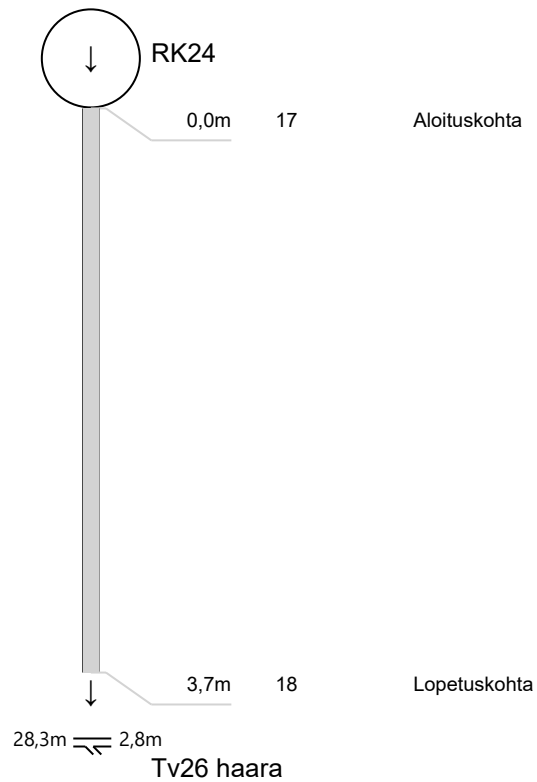 RK24
0,0m 17 Aloituskohta
3,7m 18 Lopetuskohta
28,3m 2,8m
Tv26 haara